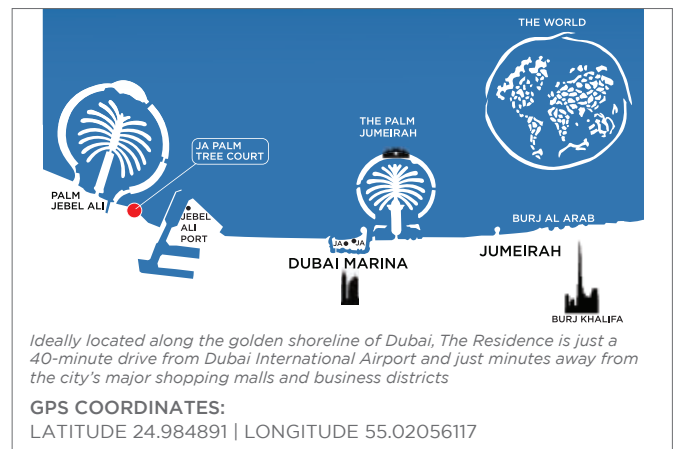 THE WORLD
THE PALM
JUMEIRAH
JA PALM
TREE COURT
PALM
JEBEL ALI
JEBEL
ALI
PORT
BURJ AL ARAB
JA JA
DUBAI MARINA
JUMEIRAH
BURJ KHALIFA
Ideally located along the golden shoreline of Dubai, The Residence is just a
40-minute drive from Dubai International Airport and just minutes away from
the city's major shopping malls and business districts
GPS COORDINATES:
LATITUDE 24.984891 | LONGITUDE 55.02056117